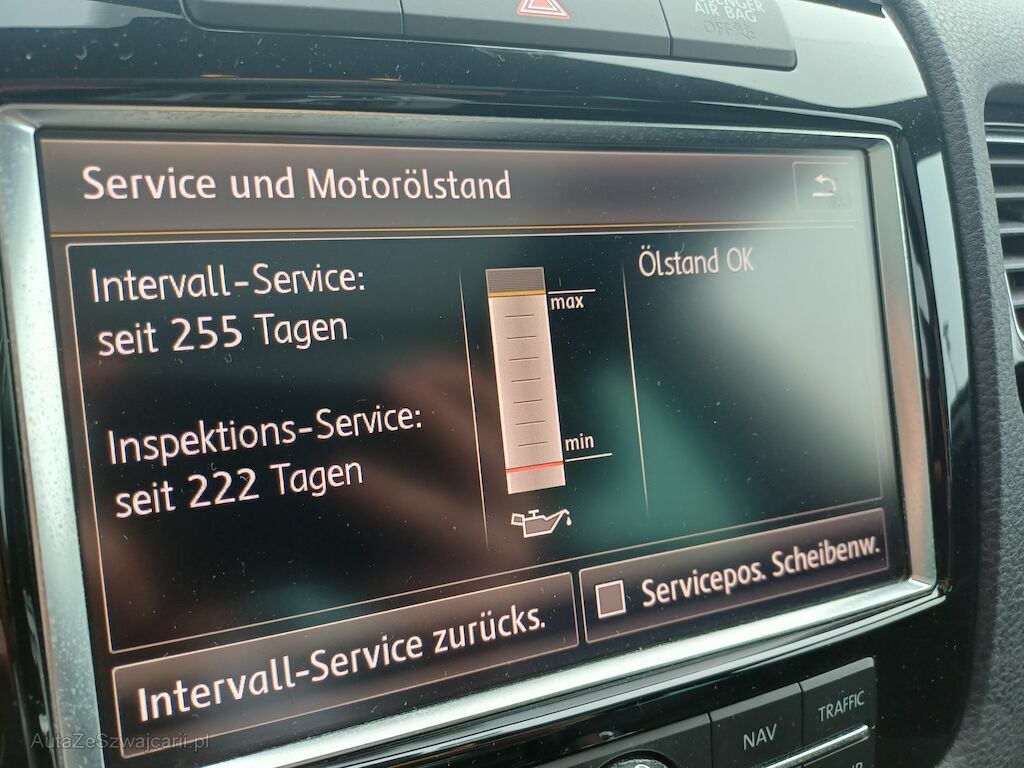 AIR BAG
OFF
Service und Motorölstand
Intervall-Service:
seit 255 Tagen
Inspektions-Service:
seit 222 Tagen
max
min
Ölstand OK
Intervall-Service zurücks.
Servicepos. Scheibenw.
NAV
TRAFFIC
AutaZeSzwajcarii.pl